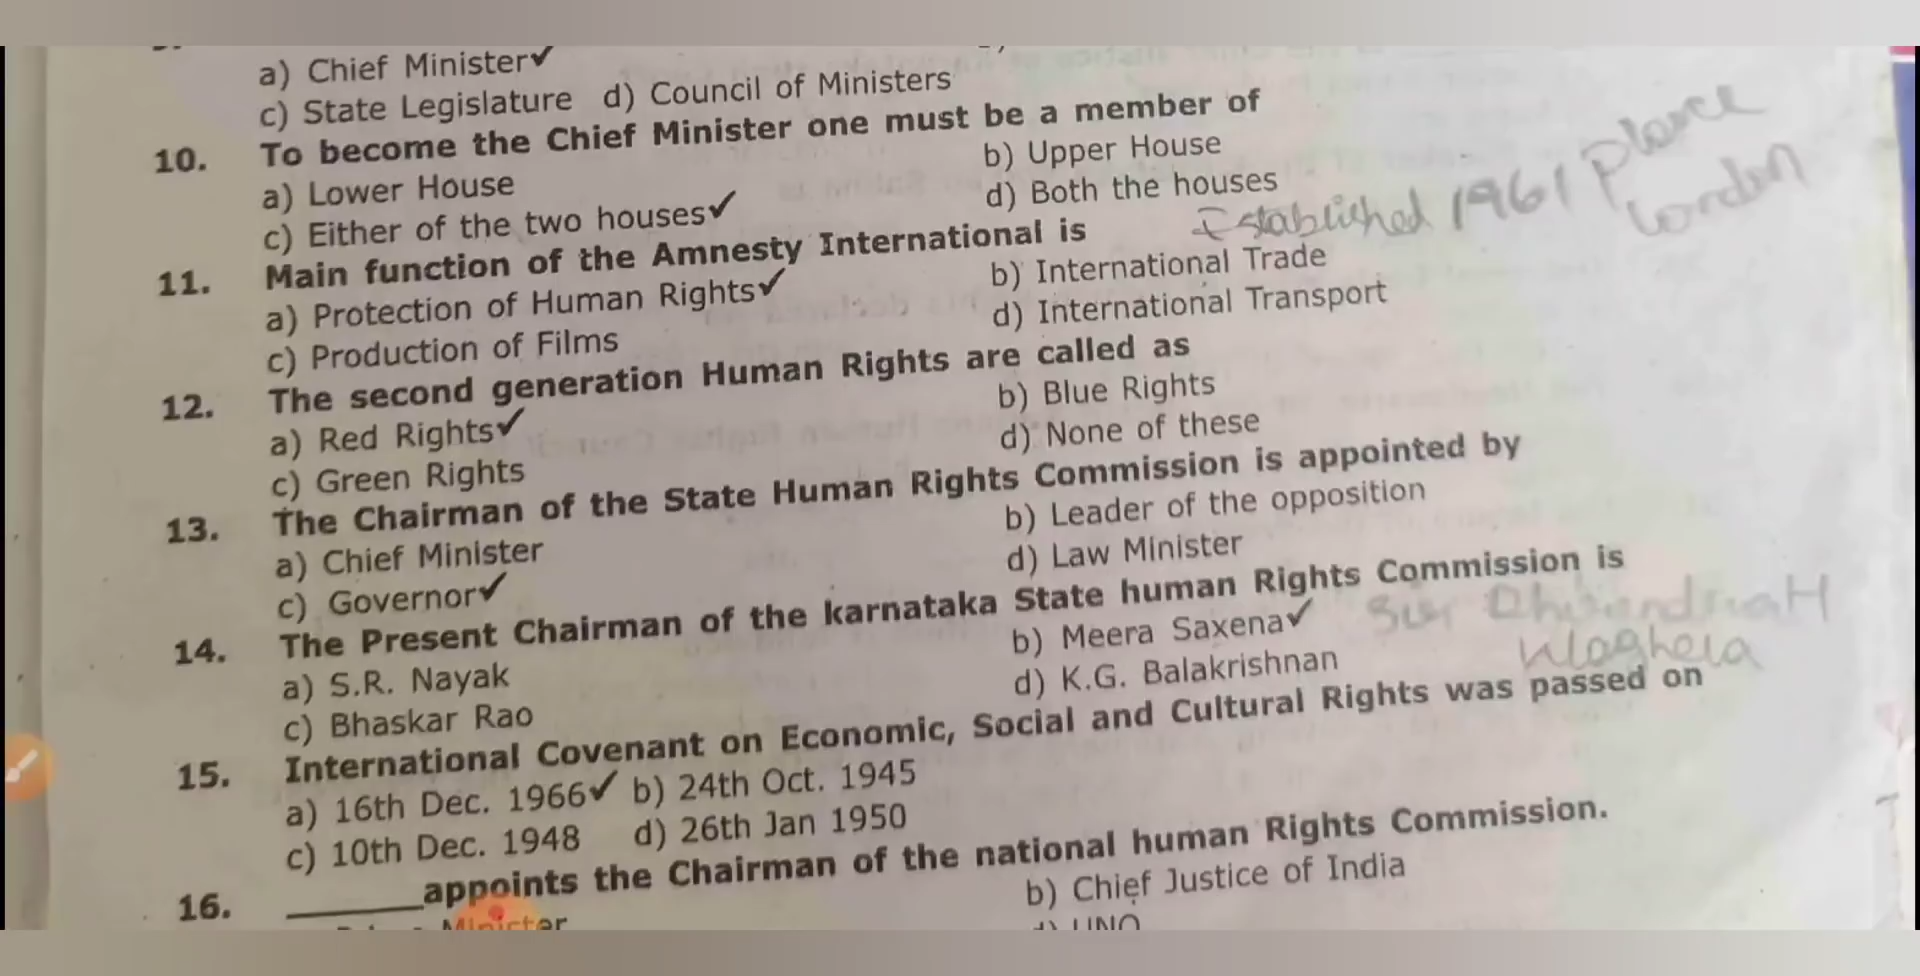 a) Chief Minister✔
c) State Legislature d) Council of Ministers
10. To become the Chief Minister one must be a member of
a) Lower House b) Upper House
c) Either of the two houses✔ d) Both the houses
Established 1961 Plance
London
11. Main function of the Amnesty International is
a) Protection of Human Rights✔ b) International Trade
c) Production of Films d) International Transport
12. The second generation Human Rights are called as
a) Red Rights✔ b) Blue Rights
c) Green Rights d) None of these
13. The Chairman of the State Human Rights Commission is appointed by
a) Chief Minister b) Leader of the opposition
c) Governor✔ d) Law Minister
14. The Present Chairman of the karnataka State human Rights Commission is
a) S.R. Nayak b) Meera Saxena✔
c) Bhaskar Rao d) K.G. Balakrishnan
Waghela
15. International Covenant on Economic, Social and Cultural Rights was passed on
a) 16th Dec. 1966✔ b) 24th Oct. 1945
c) 10th Dec. 1948 d) 26th Jan 1950
16. ______appoints the Chairman of the national human Rights Commission.
Minister b) Chief Justice of India
d) UNO